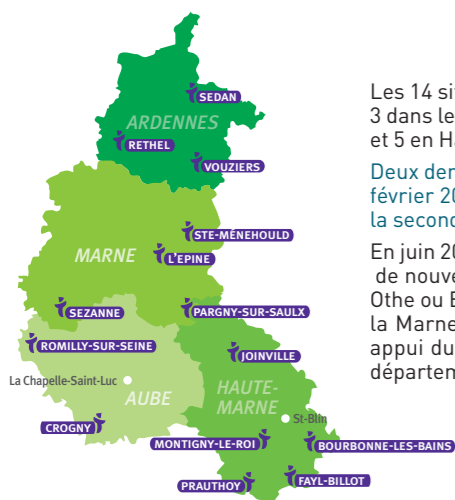 SEDAN
ARDENNES
RETHEL
VOUZIERS
STE-MÉNEHOULD
MARNE
L'EPINE
SEZANNE
PARGNY-SUR-SAULX
ROMILLY-SUR-SEINE
JOINVILLE
La Chapelle-Saint-Luc
AUBE
HAUTE-
MARNE
St-Blin
CROGNY
MONTIGNY-LE-ROI
BOURBONNE-LES-BAINS
PRAUTHOY
FAYL-BILLOT
Les 14 si
3 dans le
et 5 en Ha
Deux der
février 20
la second
En juin 20
de nouve
Othe ou E
la Marne
appui du
départem